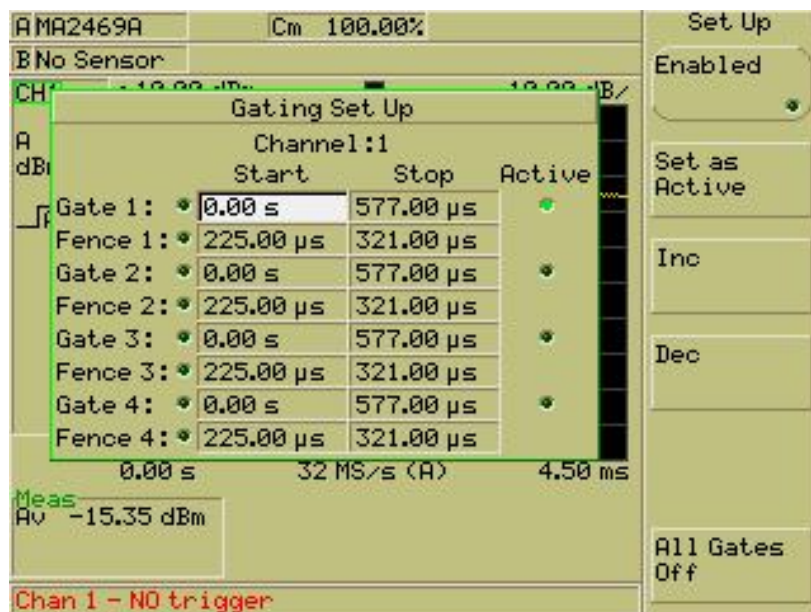 A MA2469A Cm 100.00% Set Up
B No Sensor Enabled
CH
Gating Set Up
A Channel:1
Start Stop Active
Set as
Active
Gate 1: 0.00 s 577.00 µs
Fence 1: 225.00 µs 321.00 µs
Gate 2: 0.00 s 577.00 µs
Inc
Fence 2: 225.00 µs 321.00 µs
Gate 3: 0.00 s 577.00 µs
Dec
Fence 3: 225.00 µs 321.00 µs
Gate 4: 0.00 s 577.00 µs
Fence 4: 225.00 µs 321.00 µs
0.00 s 32 MS/s (A) 4.50 ms
Meas
Av -15.35 dBm
All Gates
Off
Chan 1 - NO trigger